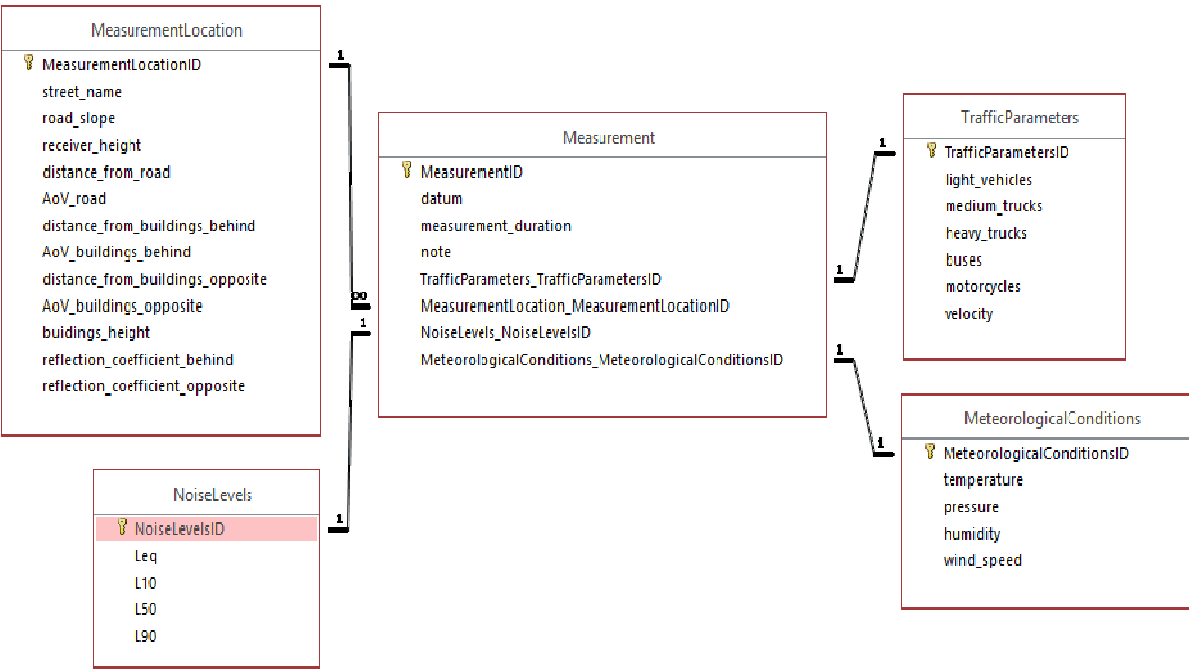 MeasurementLocation
MeasurementLocationID
street_name
road_slope
receiver_height
distance_from_road
AoV_road
distance_from_buildings_behind
AoV_buildings_behind
distance_from_buildings_opposite
AoV_buildings_opposite
buidings_height
reflection_coefficient_behind
reflection_coefficient_opposite
1
∞
1
Measurement
MeasurementID
datum
measurement_duration
note
TrafficParameters_TrafficParametersID
MeasurementLocation_MeasurementLocationID
NoiseLevels_NoiseLevelsID
MeteorologicalConditions_MeteorologicalConditionsID
1
1
TrafficParameters
TrafficParametersID
light_vehicles
medium_trucks
heavy_trucks
buses
motorcycles
velocity
1
1
MeteorologicalConditions
MeteorologicalConditionsID
temperature
pressure
humidity
wind_speed
NoiseLevels
NoiseLevelsID
Leq
L10
L50
L90
1